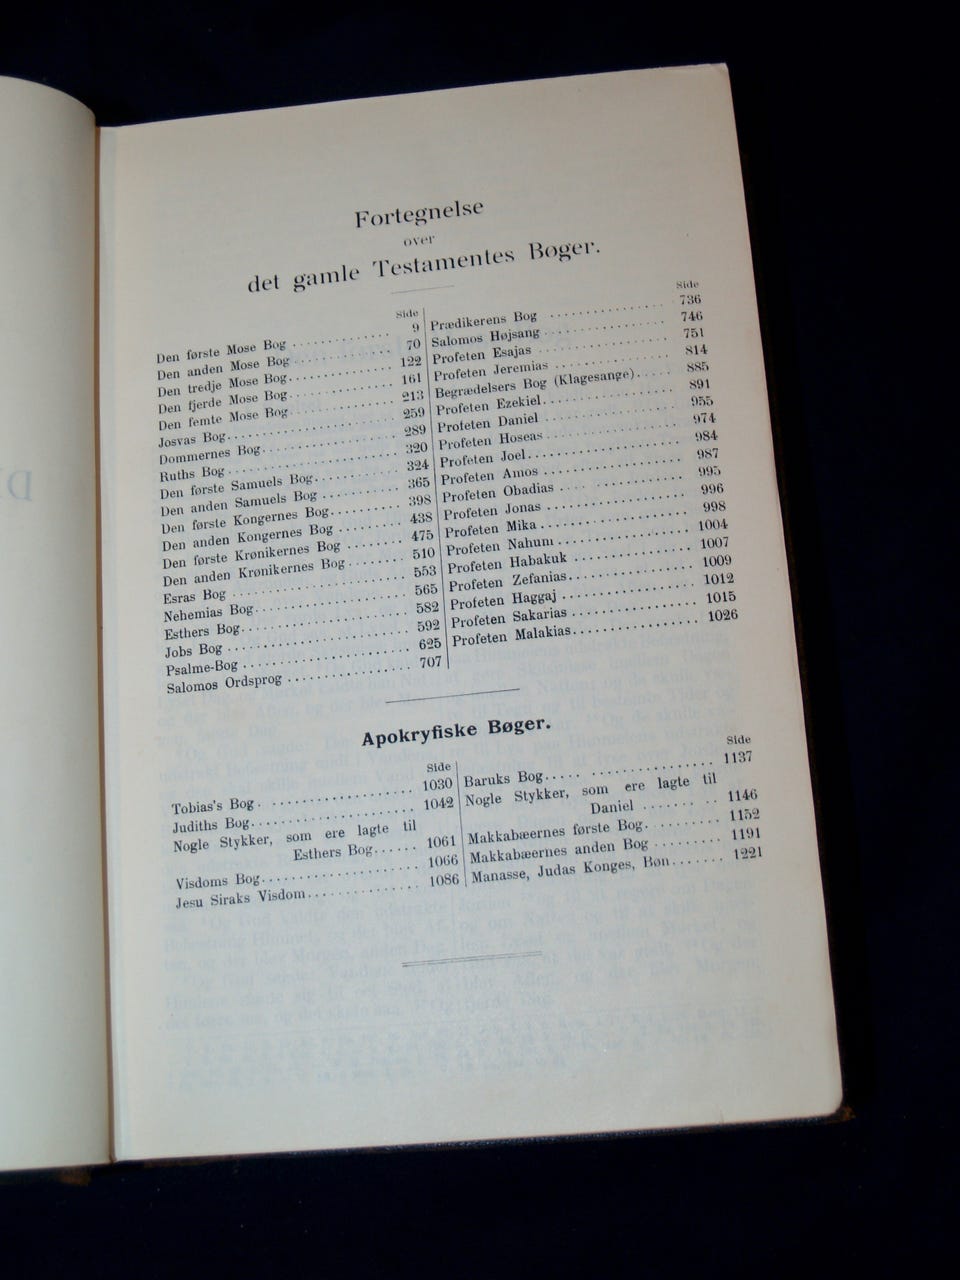 Fortegnelse
over
det gamle Testamentes Bøger.
Side
Den første Mose Bog 9
Den anden Mose Bog 70
Den tredje Mose Bog 122
Den fjerde Mose Bog 161
Den femte Mose Bog 213
Josvas Bog 259
Dommernes Bog 289
Ruths Bog 320
Den første Samuels Bog 324
Den anden Samuels Bog 365
Den første Kongernes Bog 398
Den anden Kongernes Bog 438
Den første Krønikernes Bog 475
Den anden Krønikernes Bog 510
Esras Bog 553
Nehemias Bog 565
Esthers Bog 582
Jobs Bog 592
Psalme-Bog 625
Salomos Ordsprog 707
Side
Prædikerens Bog 736
Salomos Højsang 746
Profeten Esajas 751
Profeten Jeremias 814
Begrædelsers Bog (Klagesange) 885
Profeten Ezekiel 891
Profeten Daniel 955
Profeten Hoseas 974
Profeten Joel 984
Profeten Amos 987
Profeten Obadias 995
Profeten Jonas 996
Profeten Mika 998
Profeten Nahum 1004
Profeten Habakuk 1007
Profeten Zefanias 1009
Profeten Haggaj 1012
Profeten Sakarias 1015
Profeten Malakias 1026
Apokryfiske Bøger.
Side
Tobias's Bog 1030
Judiths Bog 1042
Nogle Stykker, som ere lagte til
Esthers Bog 1061
Visdoms Bog 1066
Jesu Siraks Visdom 1086
Side
Baruks Bog 1137
Nogle Stykker, som ere lagte til
Daniel 1146
Makkabæernes første Bog 1152
Makkabæernes anden Bog 1191
Manasse, Judas Konges, Bøn 1221